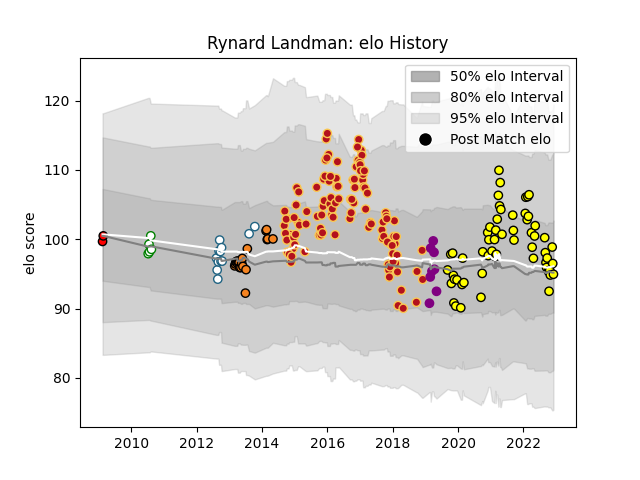 Rynard Landman: elo History
50% elo Interval
80% elo Interval
95% elo Interval
Post Match elo
elo score
120
110
100
90
80
2010
2012
2014
2016
2018
2020
2022